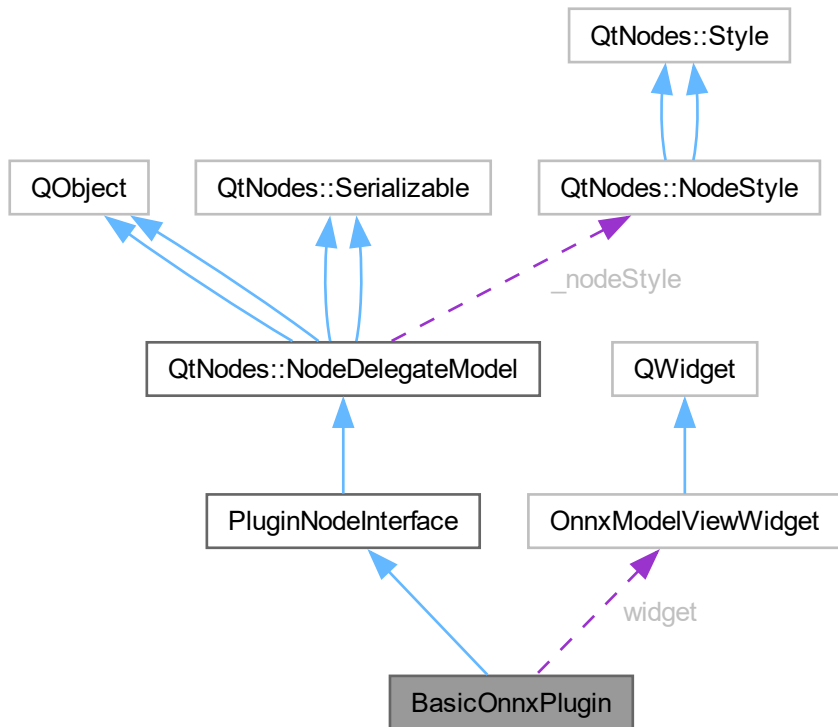 QtNodes::Style
QObject
QtNodes::Serializable
QtNodes::NodeStyle
_nodeStyle
QtNodes::NodeDelegateModel
QWidget
PluginNodeInterface
OnnxModelViewWidget
widget
BasicOnnxPlugin